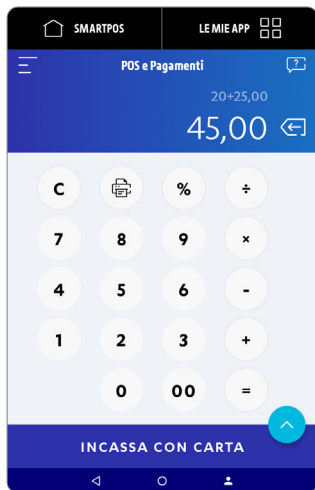 SMARTPOS LE MIE APP
POS e Pagamenti ?
20+25,00
45,00
C % ÷
7 8 9 ×
4 5 6 -
1 2 3 +
0 00 =
INCASSA CON CARTA